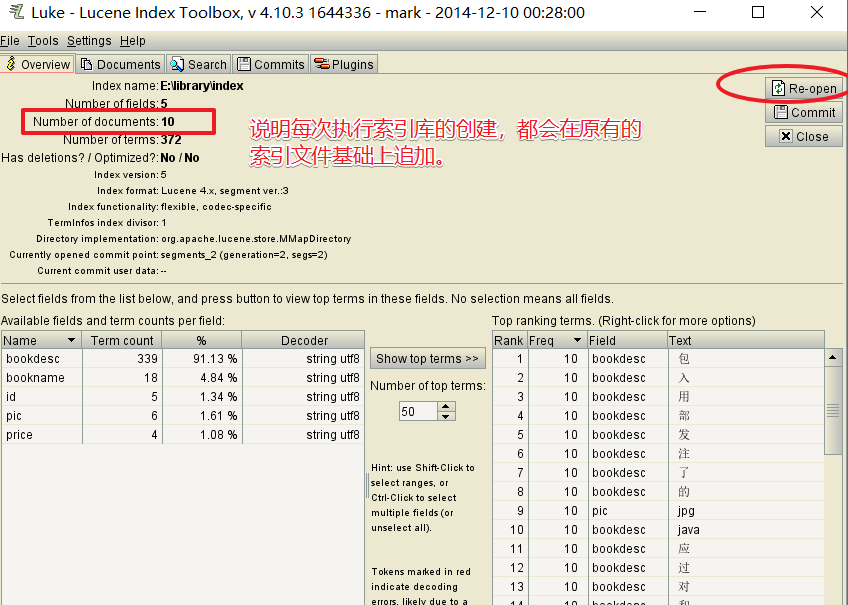 Luke - Lucene Index Toolbox, v 4.10.3 1644336 - mark - 2014-12-10 00:28:00
File Tools Settings Help
Overview Documents Search Commits Plugins
Index name: E:\library\index
Re-open
Number of fields: 5
Number of documents: 10
Commit
说明每次执行索引库的创建，都会在原有的
索引文件基础上追加。
Number of terms: 372
Close
Has deletions? / Optimized?: No / No
Index version: 5
Index format: Lucene 4.x, segment ver.:3
Index functionality: flexible, codec-specific
TermInfos index divisor: 1
Directory implementation: org.apache.lucene.store.MMapDirectory
Currently opened commit point: segments_2 (generation=2, segs=2)
Current commit user data: --
Select fields from the list below, and press button to view top terms in these fields. No selection means all fields.
Available fields and term counts per field:
Name Term count % Decoder
bookdesc 339 91.13 % string utf8
bookname 18 4.84 % string utf8
id 5 1.34 % string utf8
pic 6 1.61 % string utf8
price 4 1.08 % string utf8
Show top terms >>
Number of top terms:
50
Hint: use Shift-Click to
select ranges, or
Ctrl-Click to select
multiple fields (or
unselect all).
Tokens marked in red
indicate decoding
errors, likely due to a
Top ranking terms. (Right-click for more options)
Rank Freq Field Text
1 10 bookdesc 包
2 10 bookdesc 入
3 10 bookdesc 用
4 10 bookdesc 部
5 10 bookdesc 发
6 10 bookdesc 注
7 10 bookdesc 了
8 10 bookdesc 的
9 10 pic jpg
10 10 bookdesc java
11 10 bookdesc 应
12 10 bookdesc 过
13 10 bookdesc 对
14 10 bookdesc 和